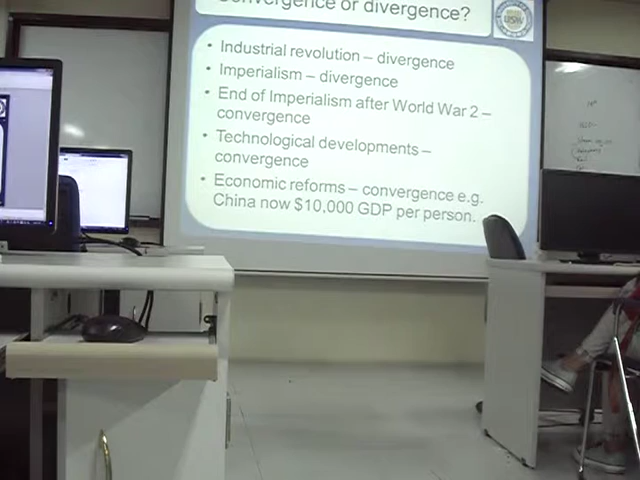 Convergence or divergence?
• Industrial revolution – divergence
• Imperialism – divergence
• End of Imperialism after World War 2 –
convergence
• Technological developments –
convergence
• Economic reforms – convergence e.g.
China now $10,000 GDP per person.